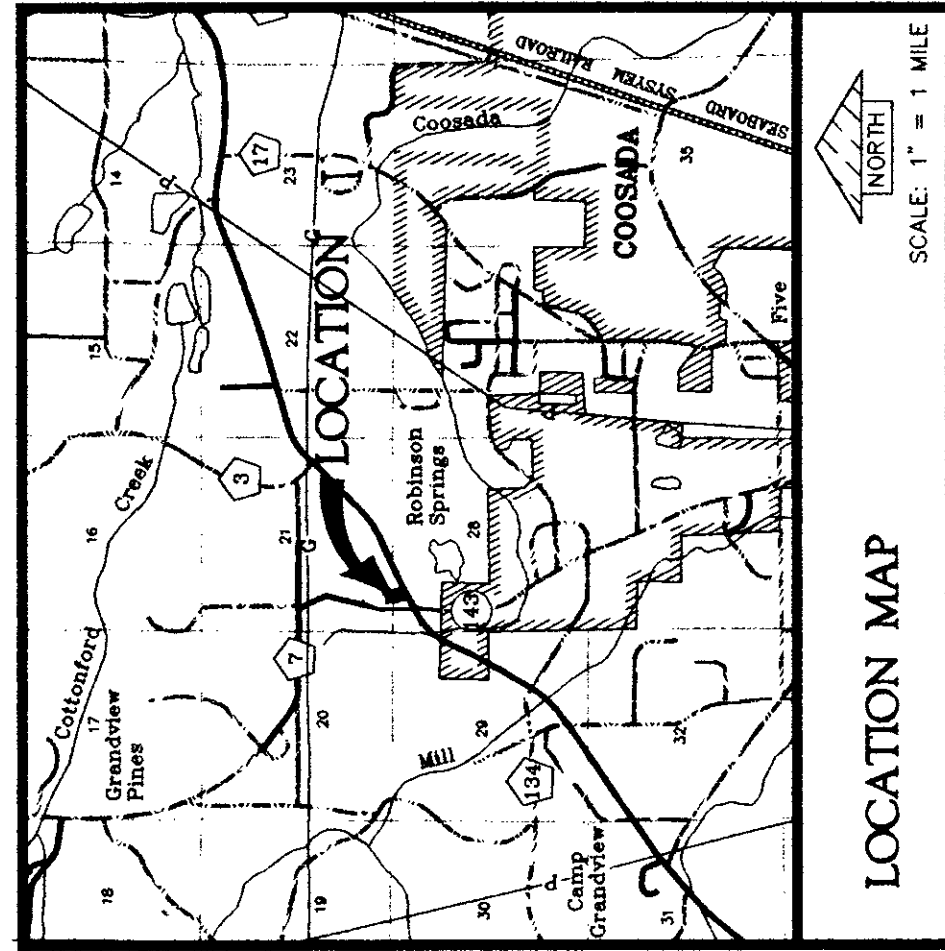 SEABOARD SYSYEM RAILROAD
14
17
23
Coosada
35
COOSADA
LOCATION
15
22
G
Five
Creek
3
16
21
G
Robinson
Springs
28
143
Cottonford
17
Grandview
Pines
7
20
29
Mill
134
32
18
19
30
Camp
Grandview
31
P
P
P
NORTH
SCALE: 1" = 1 MILE
LOCATION MAP